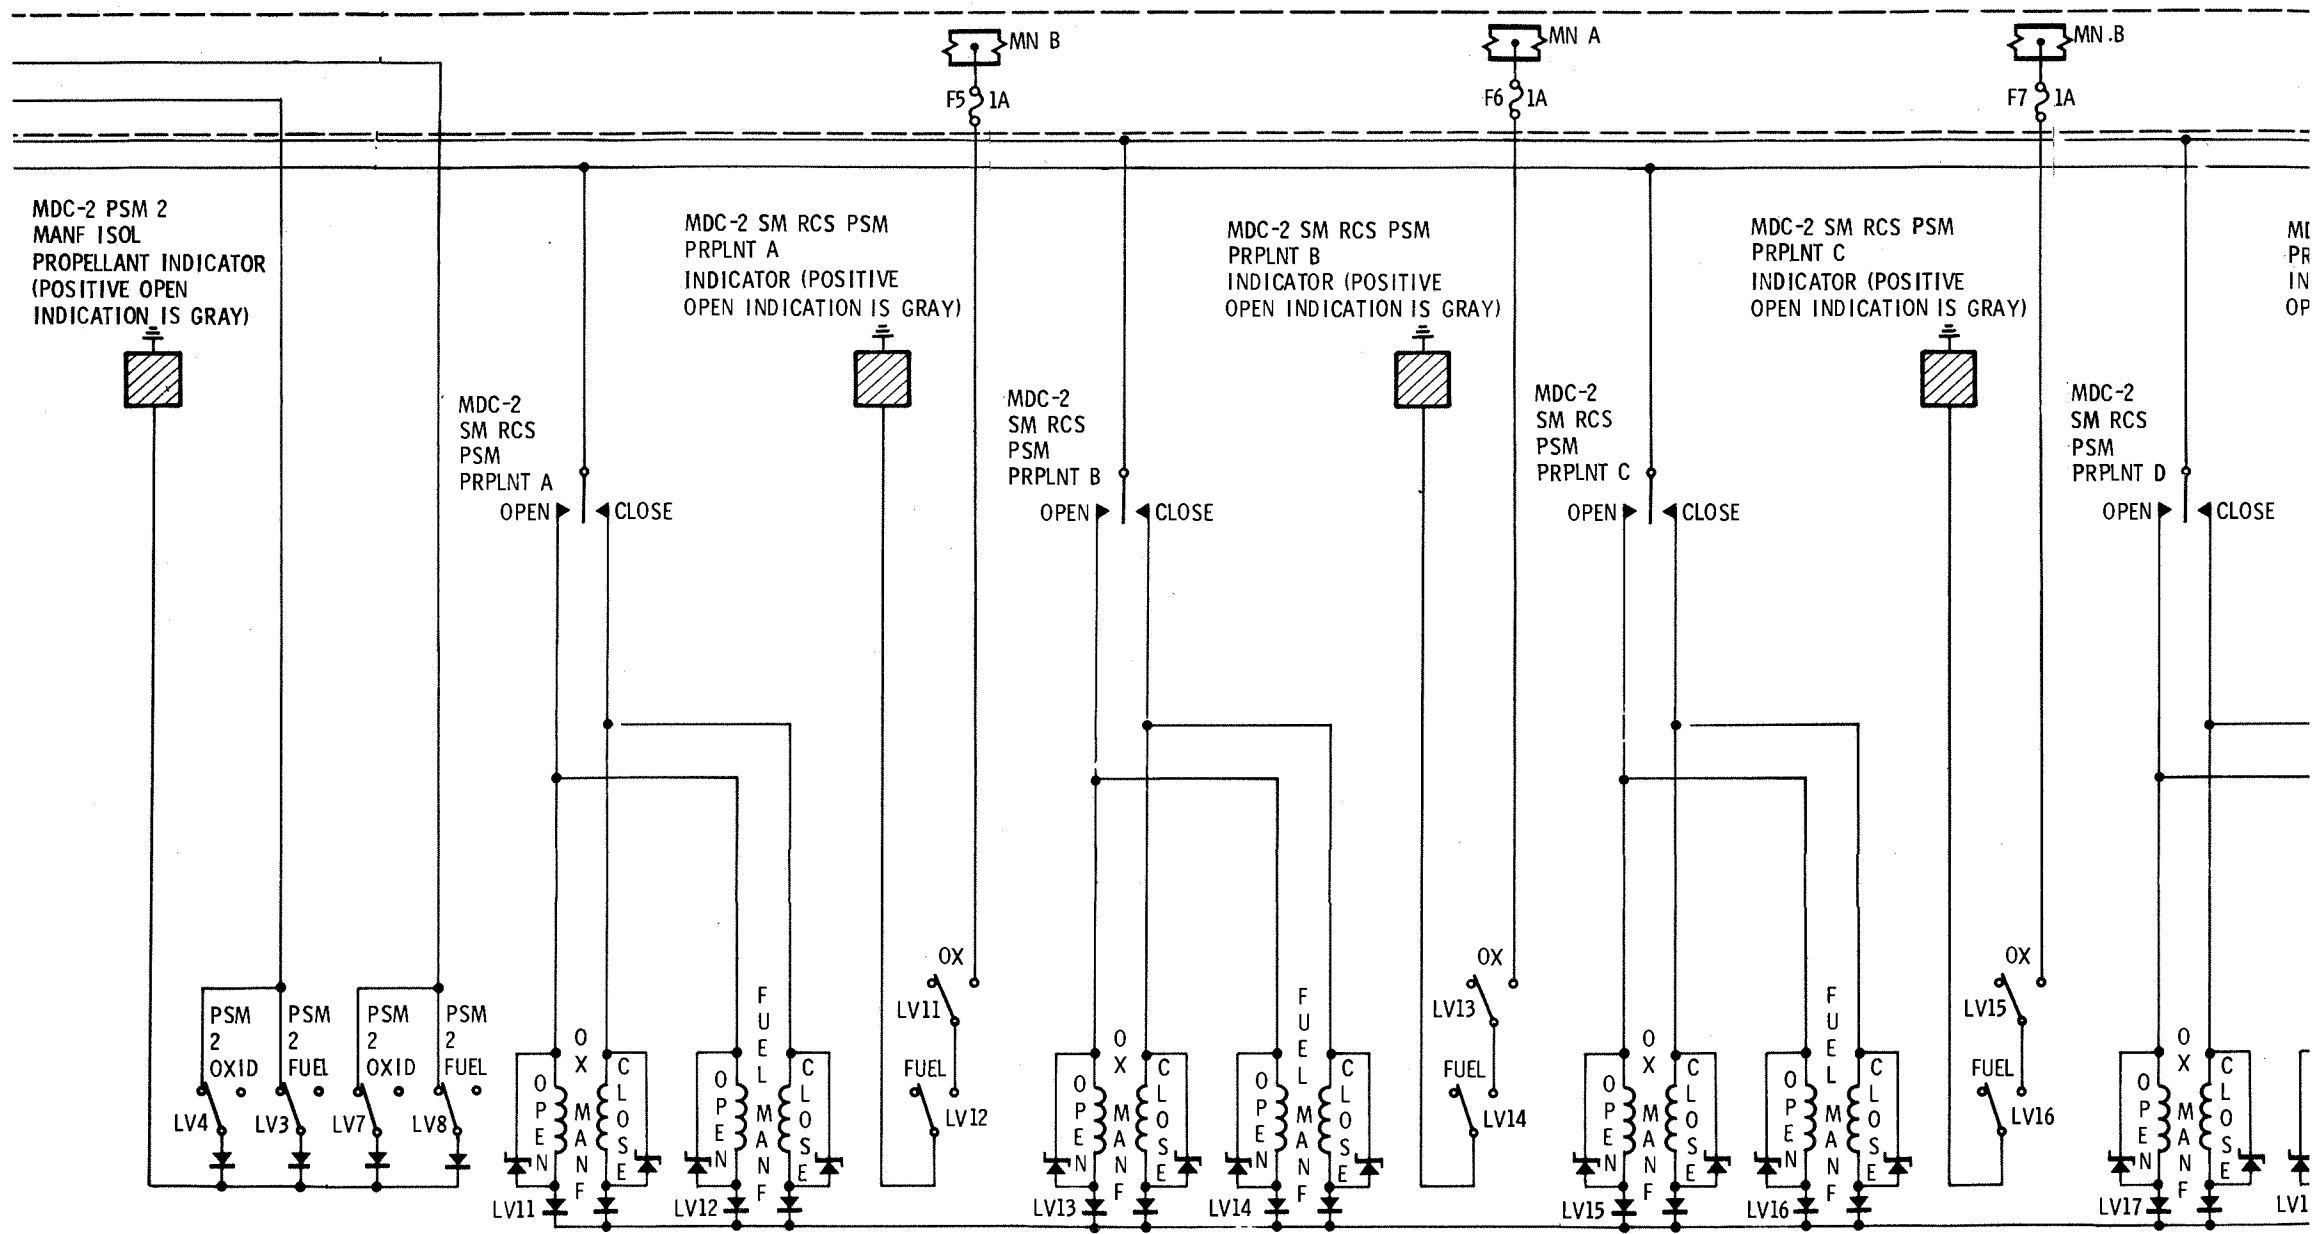 MN B
F5 1A
MN A
F6 1A
MN.B
F7 1A
MDC-2 PSM 2
MANF ISOL
PROPELLANT INDICATOR
(POSITIVE OPEN
INDICATION IS GRAY)
MDC-2 SM RCS PSM
PRPLNT A
INDICATOR (POSITIVE
OPEN INDICATION IS GRAY)
MDC-2 SM RCS PSM
PRPLNT B
INDICATOR (POSITIVE
OPEN INDICATION IS GRAY)
MDC-2 SM RCS PSM
PRPLNT C
INDICATOR (POSITIVE
OPEN INDICATION IS GRAY)
MD
PR
IN
OP
MDC-2
SM RCS
PSM
PRPLNT A
OPEN CLOSE
MDC-2
SM RCS
PSM
PRPLNT B
OPEN CLOSE
MDC-2
SM RCS
PSM
PRPLNT C
OPEN CLOSE
MDC-2
SM RCS
PSM
PRPLNT D
OPEN CLOSE
PSM
2
OXID
LV4
PSM
2
FUEL
LV3
PSM
2
OXID
LV7
PSM
2
FUEL
LV8
OPEN
OX MANF
CLOSE
LV11
OPEN
FUEL MANF
CLOSE
LV12
OX
LV11
FUEL
LV12
OPEN
OX MANF
CLOSE
LV13
OPEN
FUEL MANF
CLOSE
LV14
OX
LV13
FUEL
LV14
OPEN
OX MANF
CLOSE
LV15
OPEN
FUEL MANF
CLOSE
LV16
OX
LV15
FUEL
LV16
OPEN
OX MANF
CLOSE
LV17
LV1